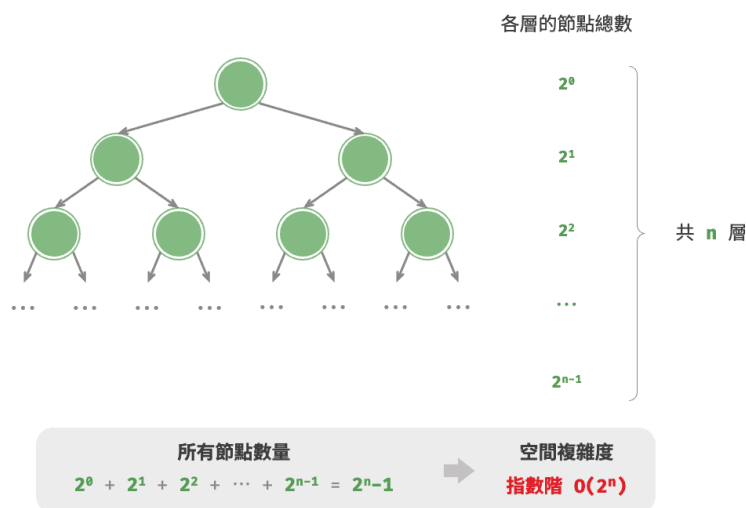 各層的節點總數
2⁰
2¹
2²
...
2ⁿ⁻¹
共 n 層
... ... ... ... ... ... ... ...
所有節點數量
2⁰ + 2¹ + 2² + ... + 2ⁿ⁻¹ = 2ⁿ-1
空間複雜度
指數階 O(2ⁿ)